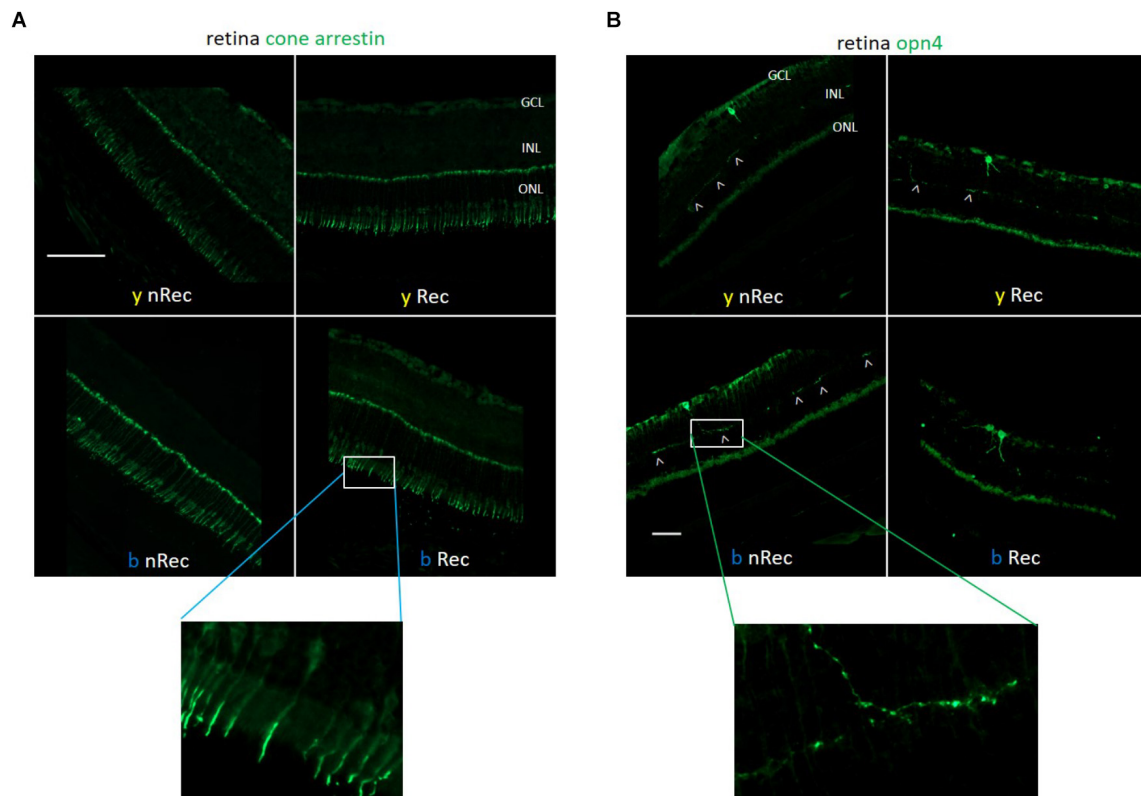 A
retina cone arrestin
GCL
INL
ONL
y nRec
y Rec
b nRec
b Rec
B
retina opn4
GCL
INL
ONL
y nRec
y Rec
b nRec
b Rec